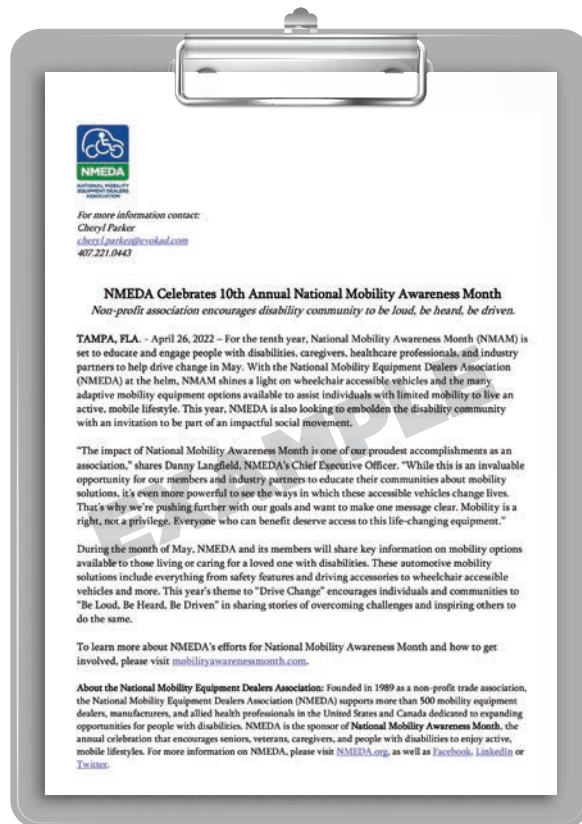 NMEDA
NATIONAL MOBILITY
EQUIPMENT DEALERS
ASSOCIATION
For more information contact:
Cheryl Parker
cheryl.parker@evokad.com
407.221.0443
NMEDA Celebrates 10th Annual National Mobility Awareness Month
Non-profit association encourages disability community to be loud, be heard, be driven.
TAMPA, FLA. - April 26, 2022 – For the tenth year, National Mobility Awareness Month (NMAM) is
set to educate and engage people with disabilities, caregivers, healthcare professionals, and industry
partners to help drive change in May. With the National Mobility Equipment Dealers Association
(NMEDA) at the helm, NMAM shines a light on wheelchair accessible vehicles and the many
adaptive mobility equipment options available to assist individuals with limited mobility to live an
active, mobile lifestyle. This year, NMEDA is also looking to embolden the disability community
with an invitation to be part of an impactful social movement.
"The impact of National Mobility Awareness Month is one of our proudest accomplishments as an
association," shares Danny Langfield, NMEDA's Chief Executive Officer. "While this is an invaluable
opportunity for our members and industry partners to educate their communities about mobility
solutions, it's even more powerful to see the ways in which these accessible vehicles change lives.
That's why we're pushing further with our goals and want to make one message clear. Mobility is a
right, not a privilege. Everyone who can benefit deserve access to this life-changing equipment."
During the month of May, NMEDA and its members will share key information on mobility options
available to those living or caring for a loved one with disabilities. These automotive mobility
solutions include everything from safety features and driving accessories to wheelchair accessible
vehicles and more. This year's theme to "Drive Change" encourages individuals and communities to
"Be Loud, Be Heard, Be Driven" in sharing stories of overcoming challenges and inspiring others to
do the same.
To learn more about NMEDA's efforts for National Mobility Awareness Month and how to get
involved, please visit mobilityawarenessmonth.com.
About the National Mobility Equipment Dealers Association: Founded in 1989 as a non-profit trade association,
the National Mobility Equipment Dealers Association (NMEDA) supports more than 500 mobility equipment
dealers, manufacturers, and allied health professionals in the United States and Canada dedicated to expanding
opportunities for people with disabilities. NMEDA is the sponsor of National Mobility Awareness Month, the
annual celebration that encourages seniors, veterans, caregivers, and people with disabilities to enjoy active,
mobile lifestyles. For more information on NMEDA, please visit NMEDA.org, as well as Facebook, LinkedIn or
Twitter.
EXAMPLE